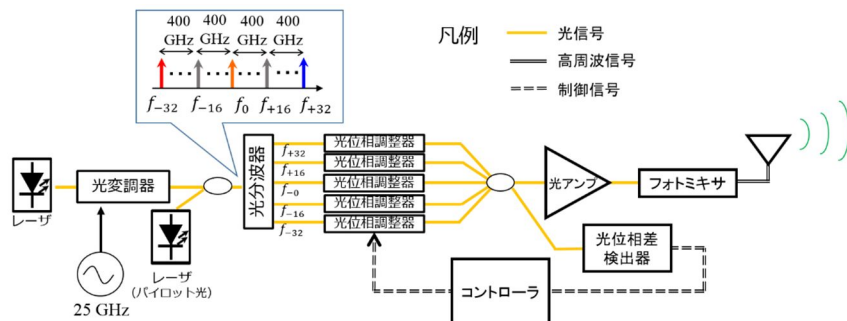 400 GHz
400 GHz
400 GHz
400 GHz
f₋₃₂
f₋₁₆
f₀
f₊₁₆
f₊₃₂
凡例
光信号
高周波信号
制御信号
レーザ
光変調器
25 GHz
レーザ
(パイロット光)
光分波器
f₊₃₂
f₊₁₆
f₋₀
f₋₁₆
f₋₃₂
光位相調整器
光位相調整器
光位相調整器
光位相調整器
光位相調整器
光アンプ
フォトミキサ
光位相差
検出器
コントローラ